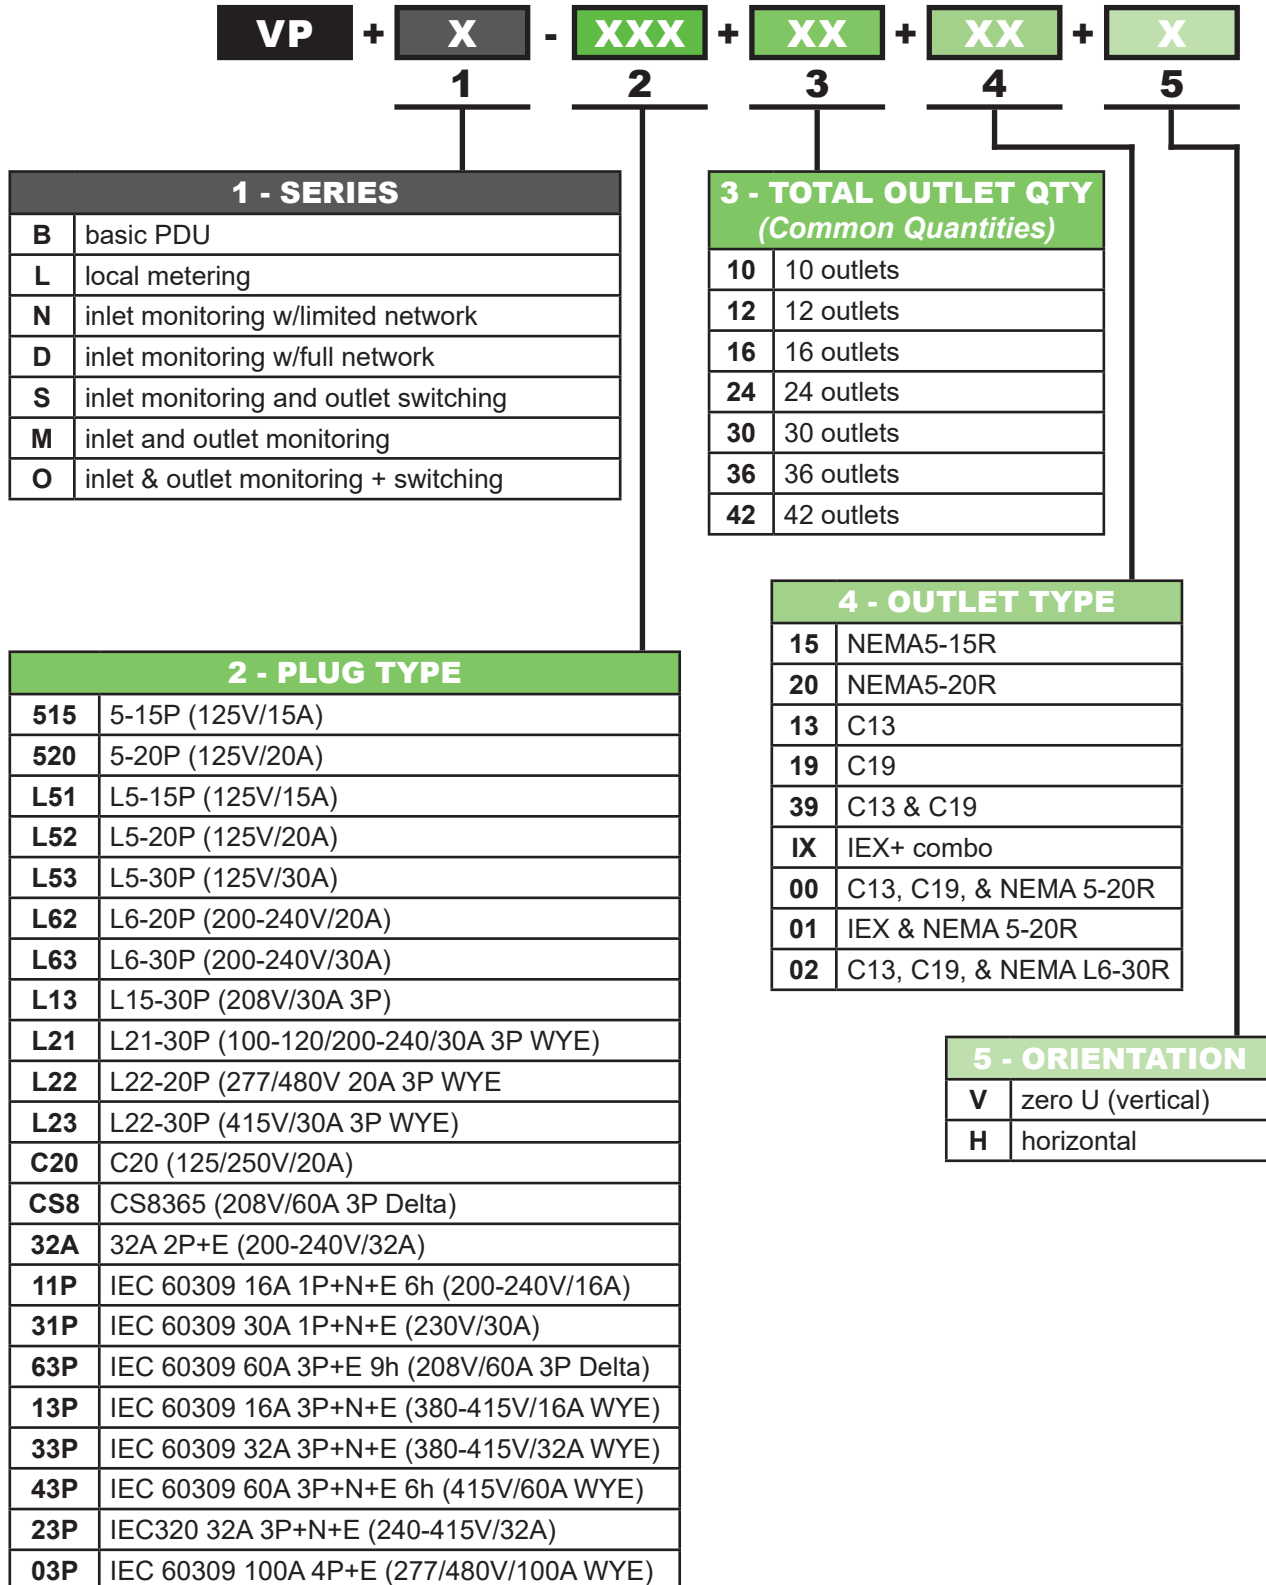 VP + X - XXX + XX + XX + X
1 2 3 4 5
1 - SERIES
B basic PDU
L local metering
N inlet monitoring w/limited network
D inlet monitoring w/full network
S inlet monitoring and outlet switching
M inlet and outlet monitoring
O inlet & outlet monitoring + switching
3 - TOTAL OUTLET QTY
(Common Quantities)
10 10 outlets
12 12 outlets
16 16 outlets
24 24 outlets
30 30 outlets
36 36 outlets
42 42 outlets
4 - OUTLET TYPE
15 NEMA5-15R
20 NEMA5-20R
13 C13
19 C19
39 C13 & C19
IX IEX+ combo
00 C13, C19, & NEMA 5-20R
01 IEX & NEMA 5-20R
02 C13, C19, & NEMA L6-30R
2 - PLUG TYPE
515 5-15P (125V/15A)
520 5-20P (125V/20A)
L51 L5-15P (125V/15A)
L52 L5-20P (125V/20A)
L53 L5-30P (125V/30A)
L62 L6-20P (200-240V/20A)
L63 L6-30P (200-240V/30A)
L13 L15-30P (208V/30A 3P)
L21 L21-30P (100-120/200-240/30A 3P WYE)
L22 L22-20P (277/480V 20A 3P WYE
L23 L22-30P (415V/30A 3P WYE)
C20 C20 (125/250V/20A)
CS8 CS8365 (208V/60A 3P Delta)
32A 32A 2P+E (200-240V/32A)
11P IEC 60309 16A 1P+N+E 6h (200-240V/16A)
31P IEC 60309 30A 1P+N+E (230V/30A)
63P IEC 60309 60A 3P+E 9h (208V/60A 3P Delta)
13P IEC 60309 16A 3P+N+E (380-415V/16A WYE)
33P IEC 60309 32A 3P+N+E (380-415V/32A WYE)
43P IEC 60309 60A 3P+N+E 6h (415V/60A WYE)
23P IEC320 32A 3P+N+E (240-415V/32A)
03P IEC 60309 100A 4P+E (277/480V/100A WYE)
5 - ORIENTATION
V zero U (vertical)
H horizontal